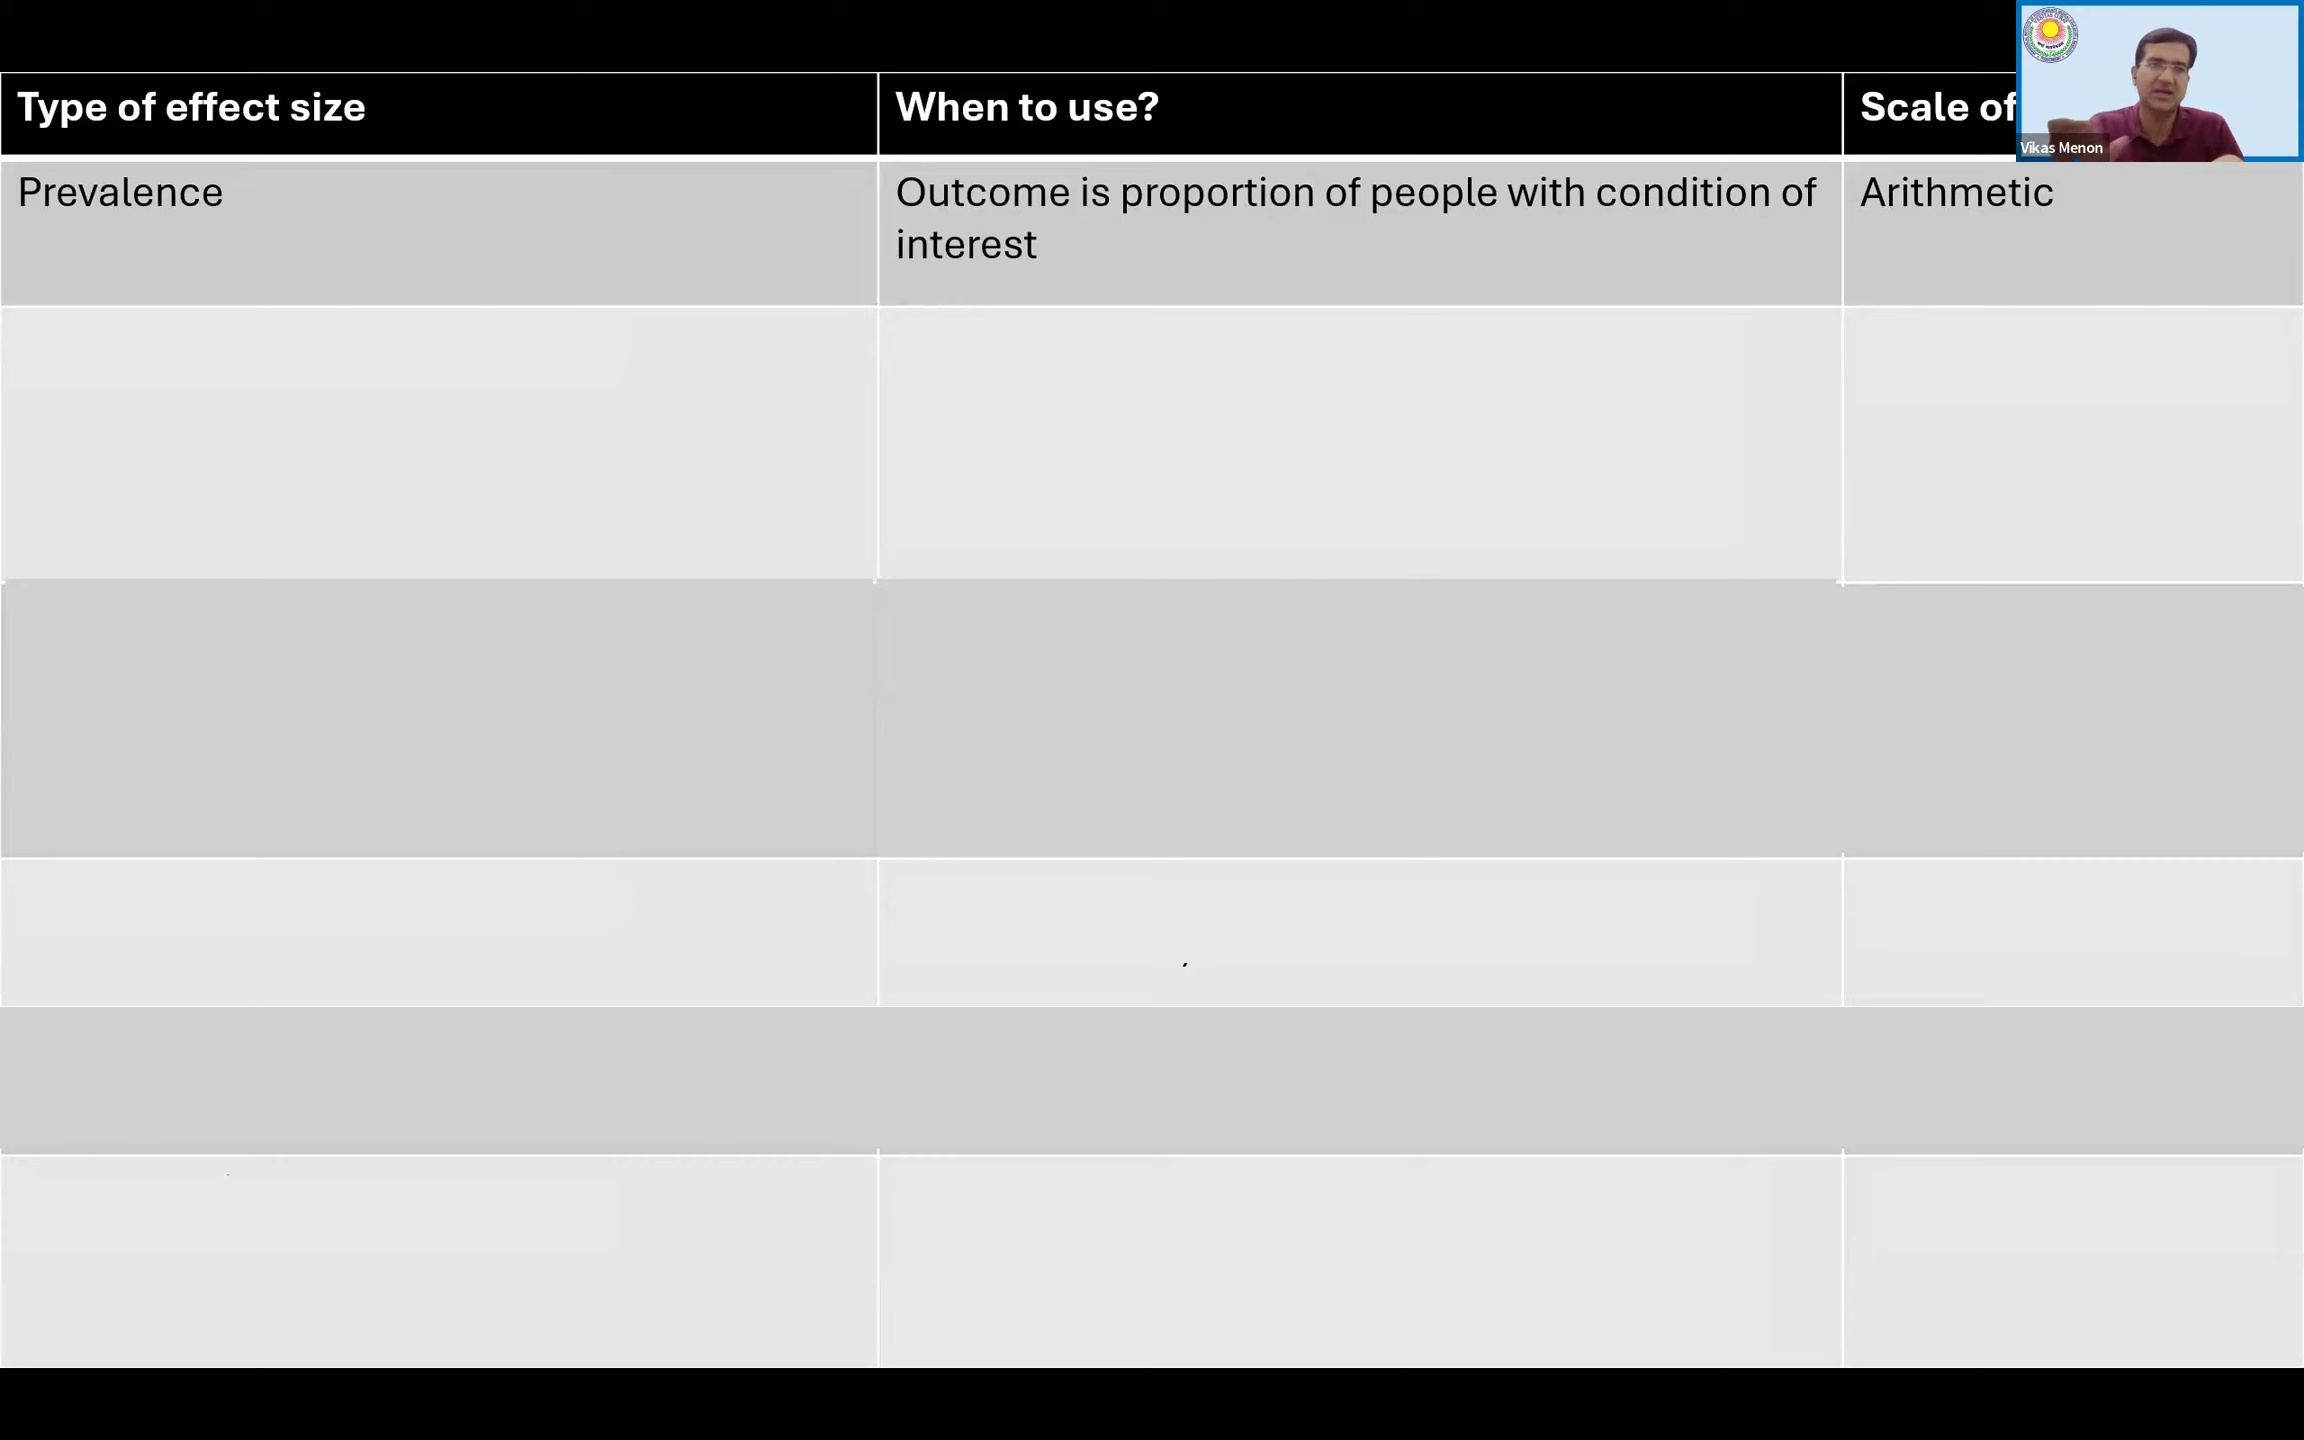 Type of effect size
When to use?
Scale of
Vikas Menon
Prevalence
Outcome is proportion of people with condition of
interest
Arithmetic